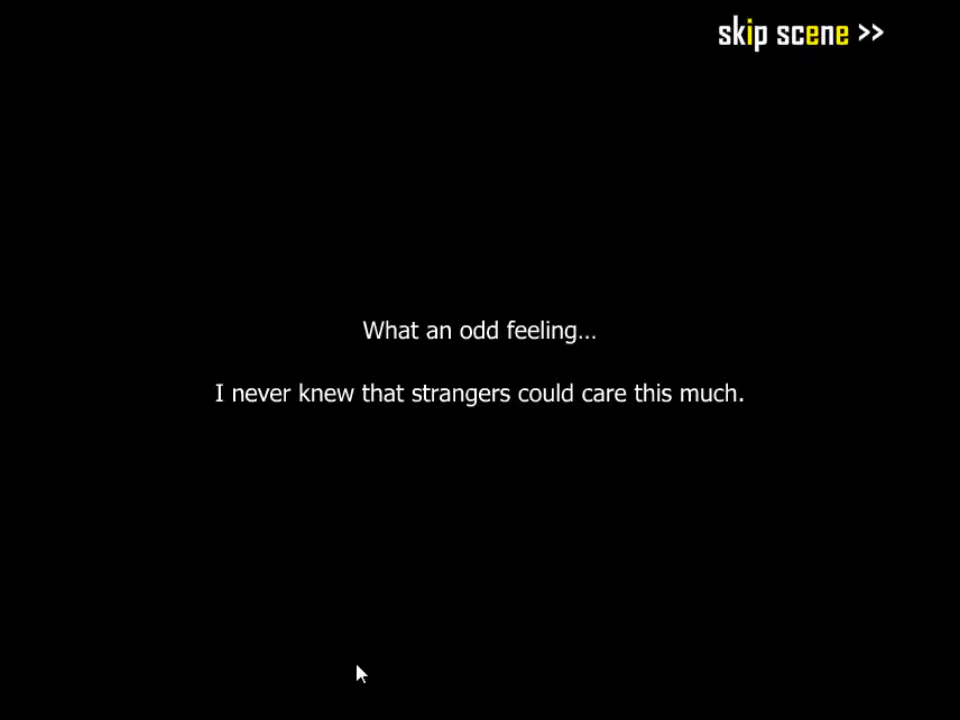 skip scene >>
What an odd feeling...
I never knew that strangers could care this much.